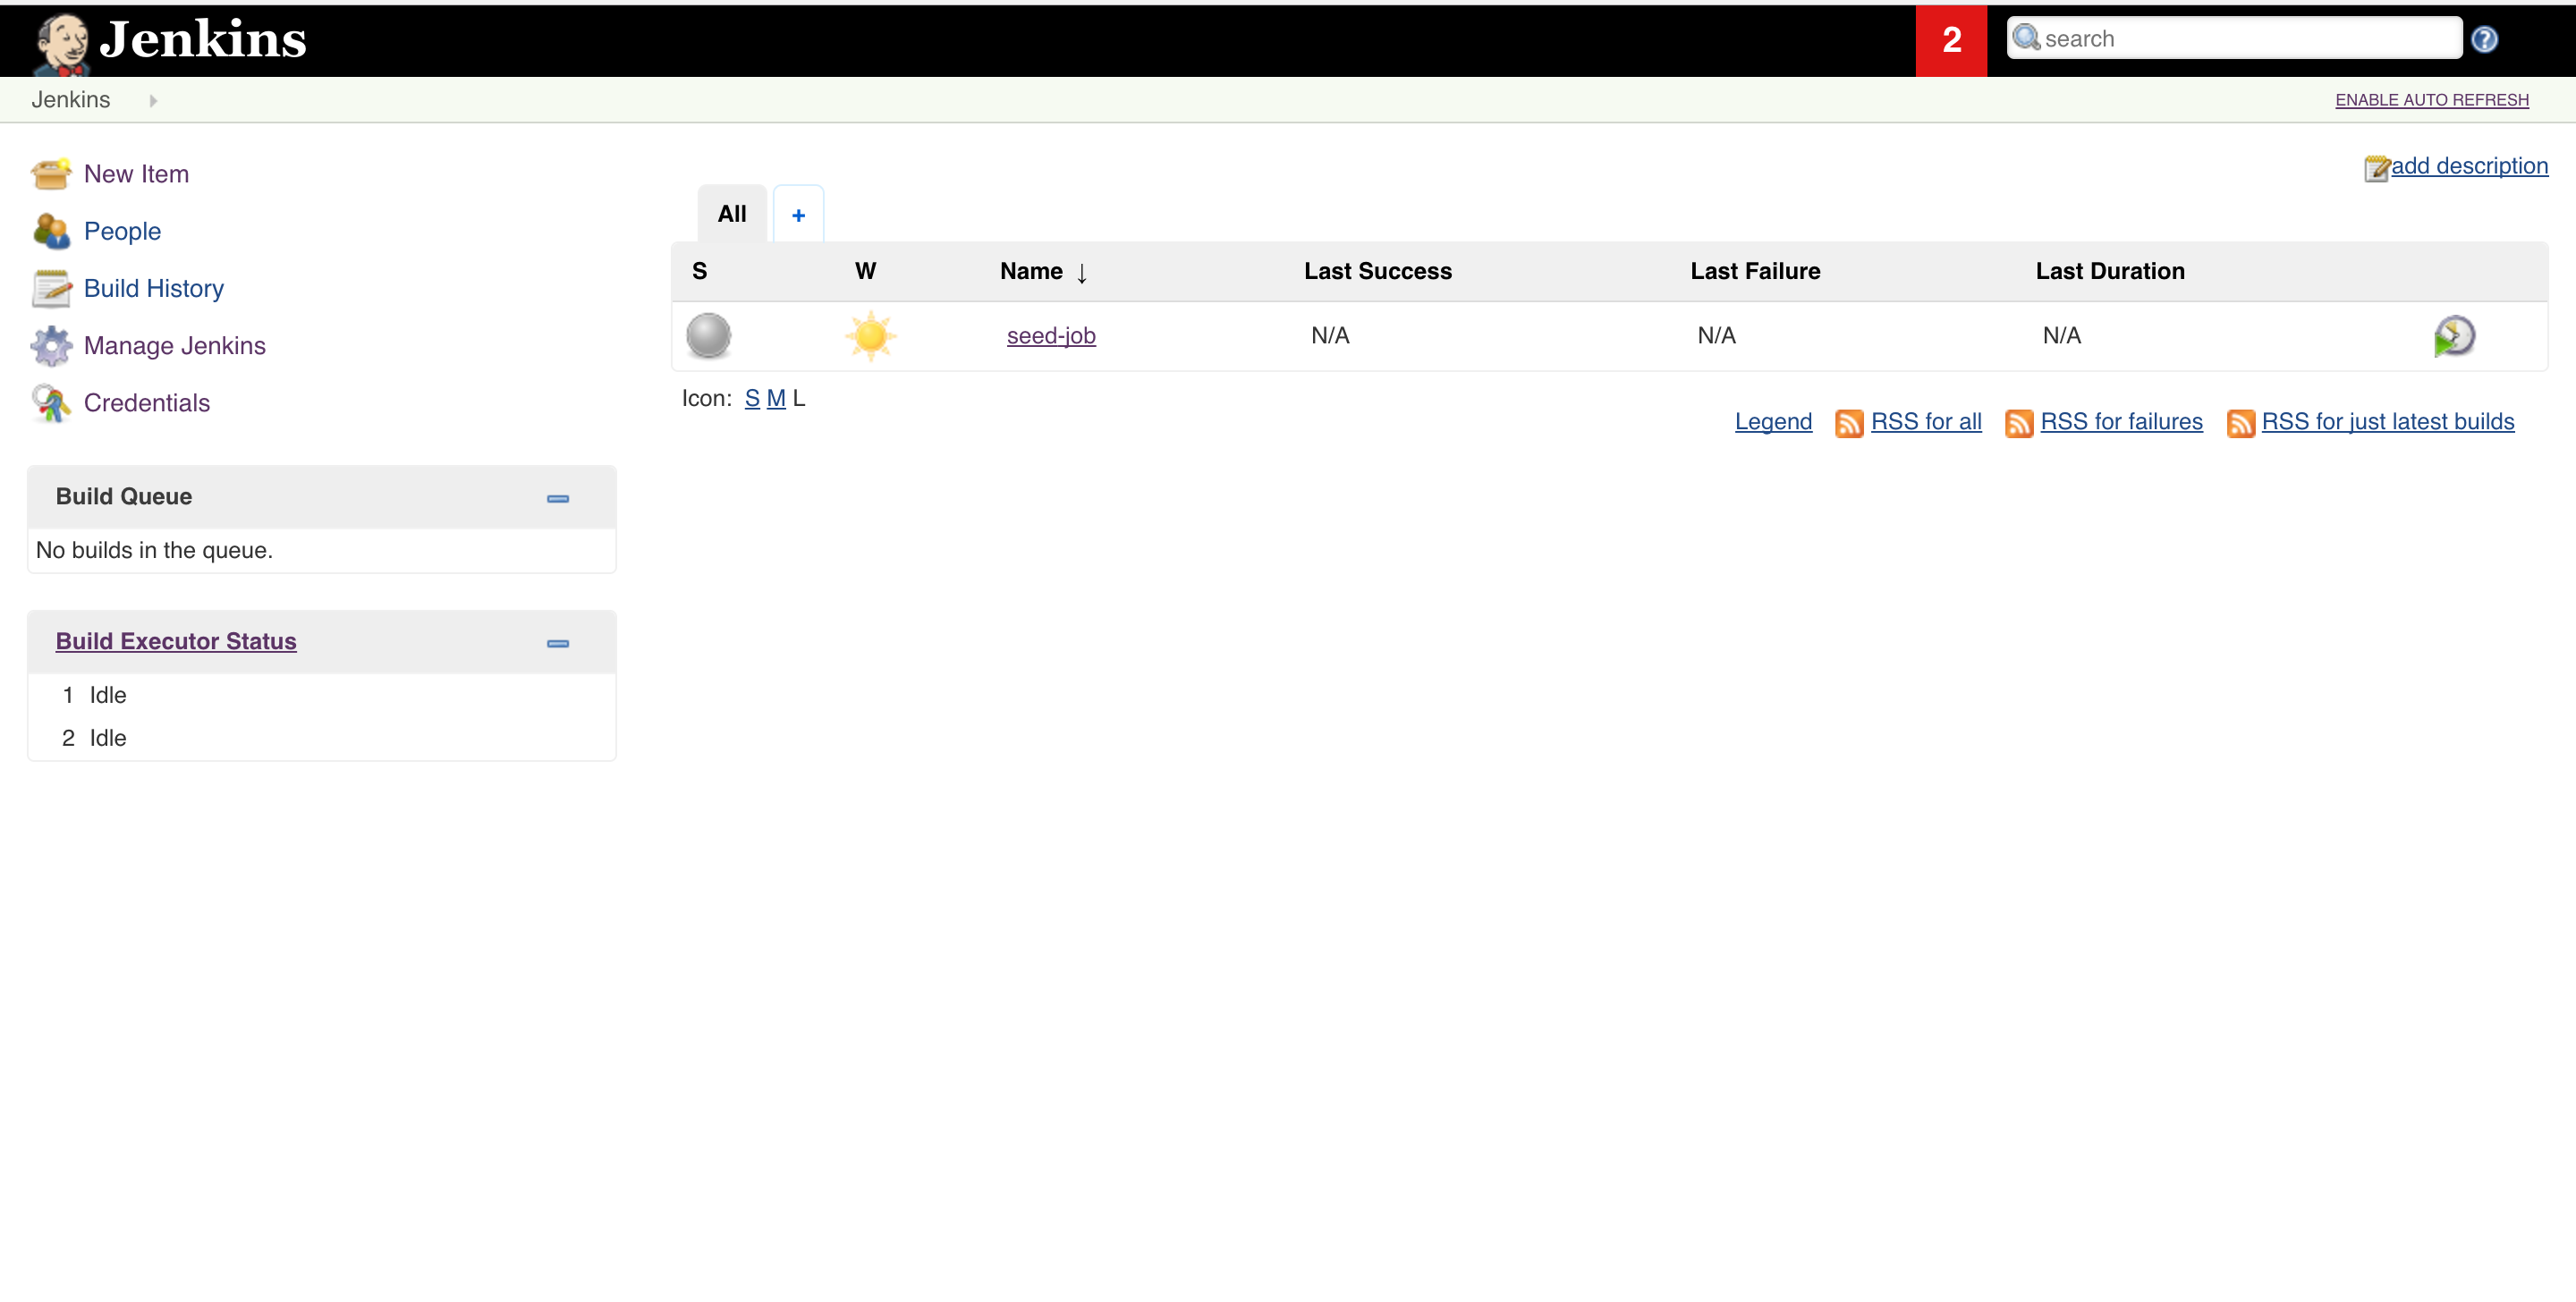 Jenkins
2
search
Jenkins
ENABLE AUTO REFRESH
New Item
People
Build History
Manage Jenkins
Credentials
Build Queue
No builds in the queue.
Build Executor Status
1 Idle
2 Idle
add description
All +
S W Name ↓ Last Success Last Failure Last Duration
seed-job N/A N/A N/A
Icon: S M L
Legend RSS for all RSS for failures RSS for just latest builds